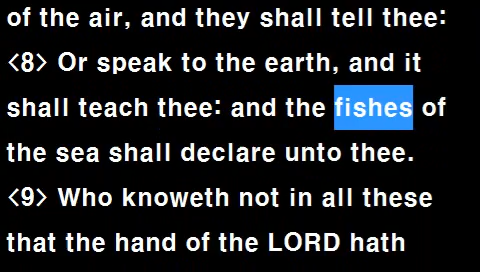 of the air, and they shall tell thee:
<8> Or speak to the earth, and it
shall teach thee: and the fishes of
the sea shall declare unto thee.
<9> Who knoweth not in all these
that the hand of the LORD hath